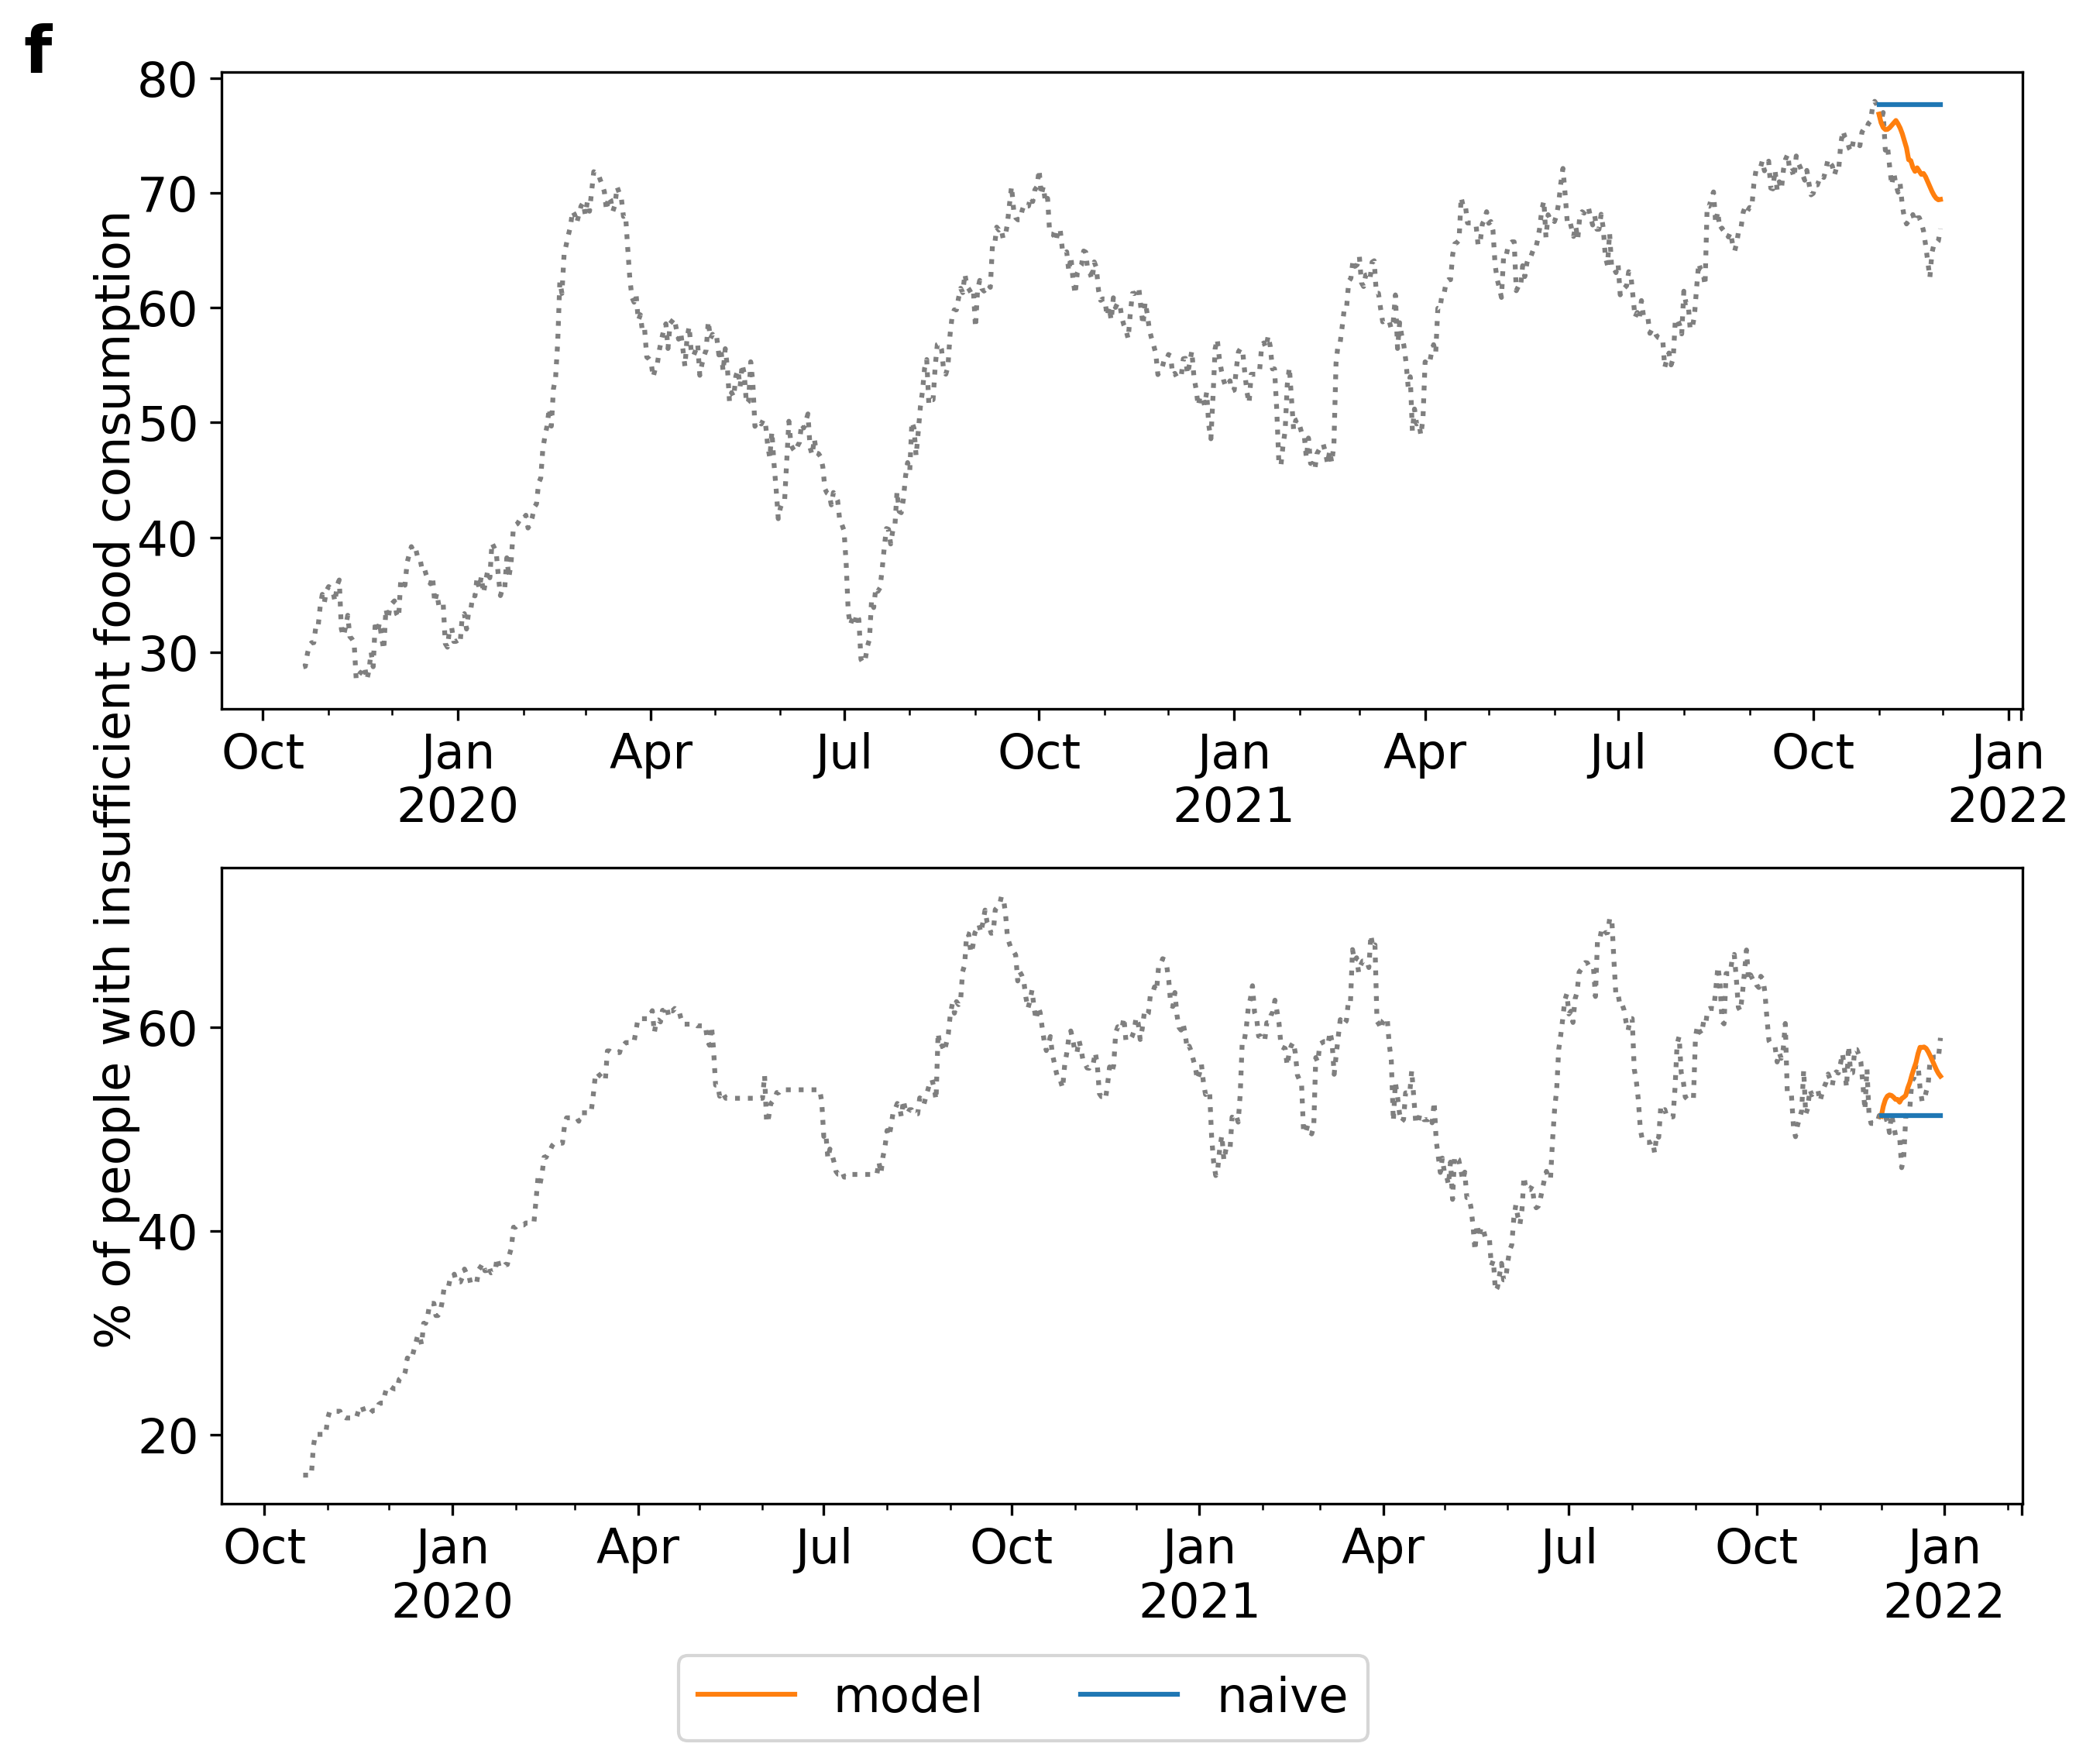 f
% of people with insufficient food consumption
80
70
60
50
40
30
Oct Jan Apr Jul Oct Jan Apr Jul Oct Jan
2020 2021 2022
60
40
20
Oct Jan Apr Jul Oct Jan Apr Jul Oct Jan
2020 2021 2022
model naive